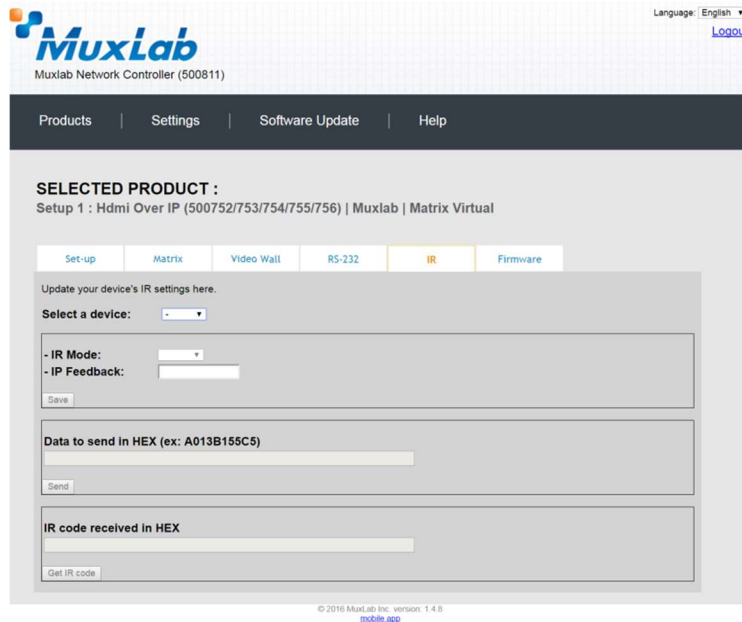 Language: English
Logou
MuxLab
Muxlab Network Controller (500811)
Products | Settings | Software Update | Help
SELECTED PRODUCT :
Setup 1 : Hdmi Over IP (500752/753/754/755/756) | Muxlab | Matrix Virtual
Set-up Matrix Video Wall RS-232 IR Firmware
Update your device's IR settings here.
Select a device: -
- IR Mode:
- IP Feedback:
Save
Data to send in HEX (ex: A013B155C5)
Send
IR code received in HEX
Get IR code
© 2016 MuxLab Inc. version: 1.4.8
mobile app